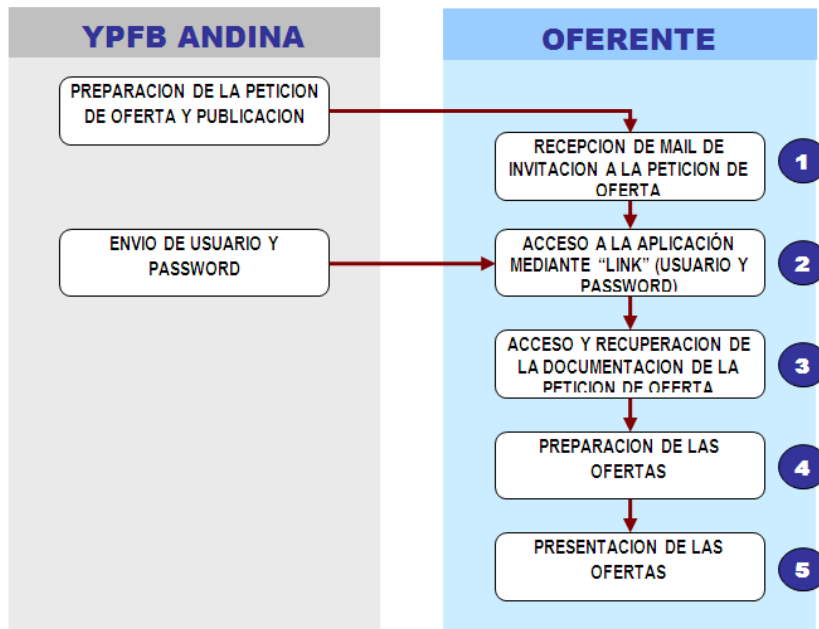 YPFB ANDINA
PREPARACION DE LA PETICION
DE OFERTA Y PUBLICACION
ENVIO DE USUARIO Y
PASSWORD
OFERENTE
RECEPCION DE MAIL DE
INVITACION A LA PETICION DE
OFERTA
1
ACCESO A LA APLICACIÓN
MEDIANTE “LINK” (USUARIO Y
PASSWORD)
2
ACCESO Y RECUPERACION DE
LA DOCUMENTACION DE LA
PETICION DE OFERTA
3
PREPARACION DE LAS
OFERTAS
4
PRESENTACION DE LAS
OFERTAS
5